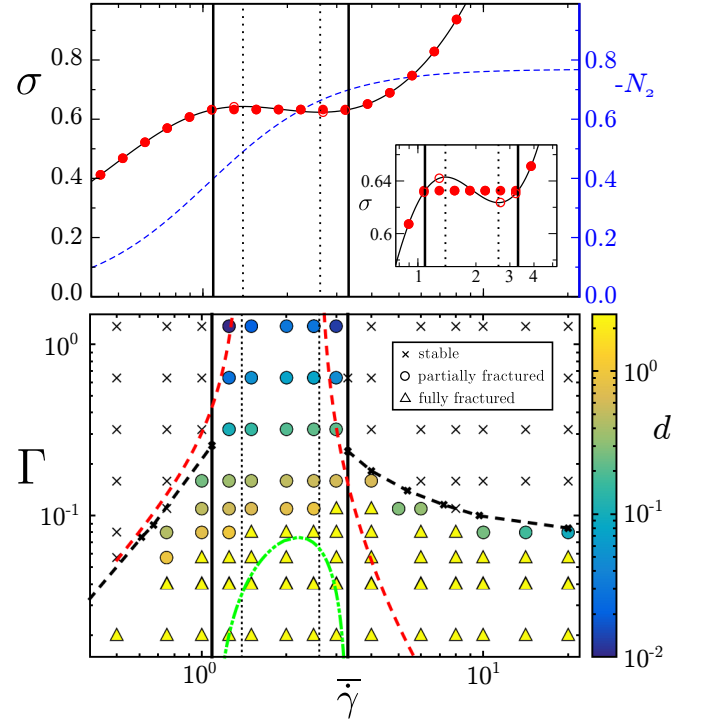 σ
0.8
0.6
0.4
0.2
0.0
0.8
0.6
0.4
0.2
0.0
-N₂
σ
0.64
0.6
1
2
3
4
Γ
10⁰
10⁻¹
× stable
○ partially fractured
△ fully fractured
d
10⁰
10⁻¹
10⁻²
10⁰
10¹
γ̇̅